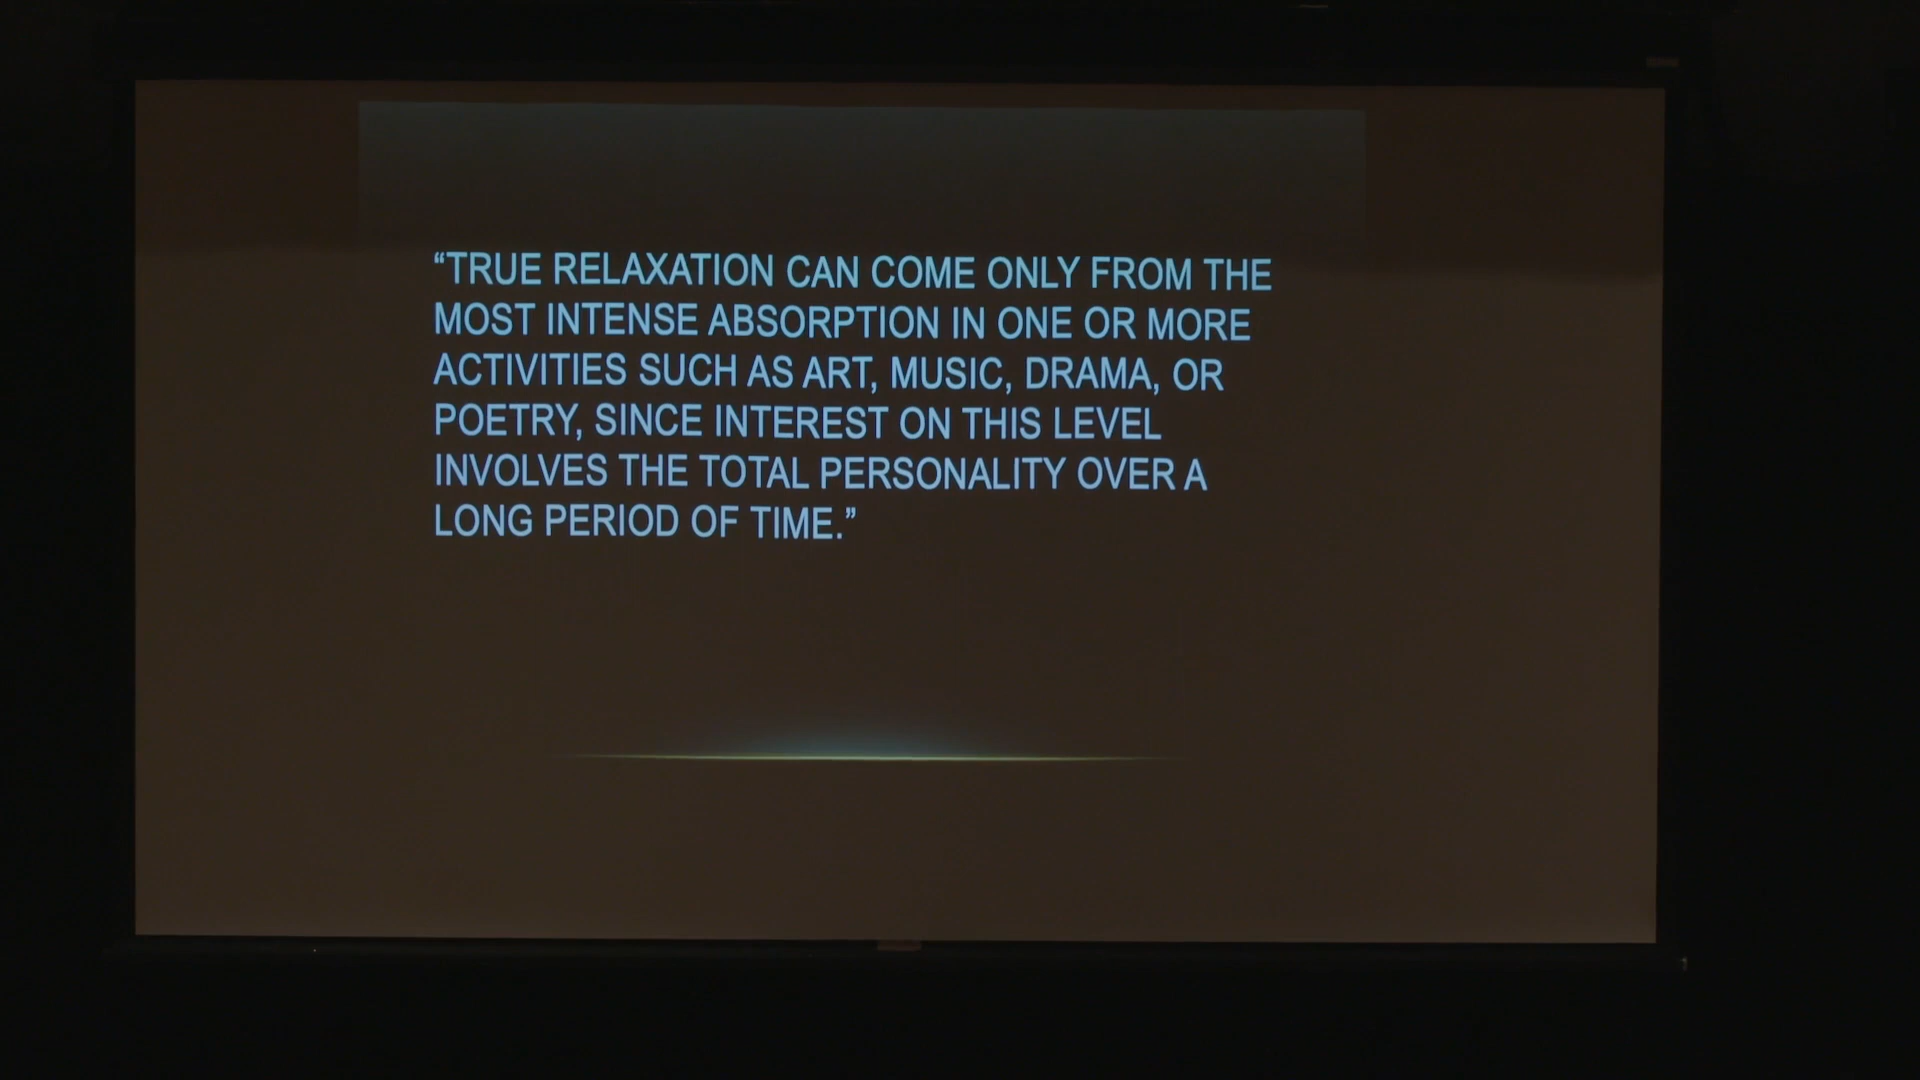 “TRUE RELAXATION CAN COME ONLY FROM THE
MOST INTENSE ABSORPTION IN ONE OR MORE
ACTIVITIES SUCH AS ART, MUSIC, DRAMA, OR
POETRY, SINCE INTEREST ON THIS LEVEL
INVOLVES THE TOTAL PERSONALITY OVER A
LONG PERIOD OF TIME.”